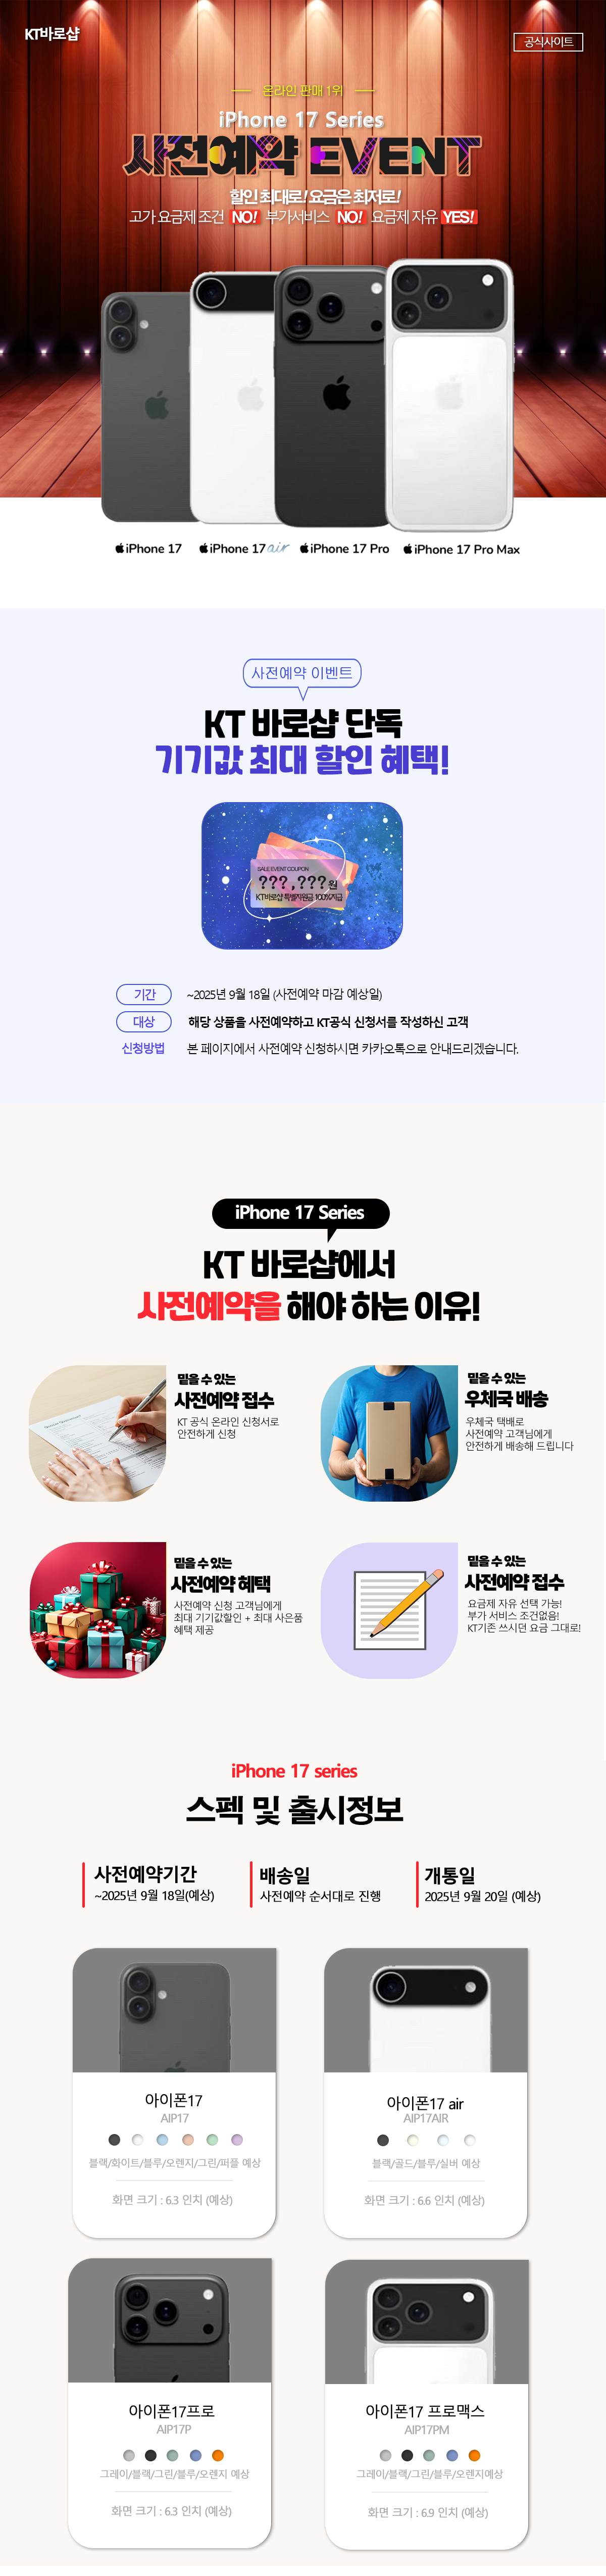 KT바로샵
공식사이트
온라인 판매 1위
iPhone 17 Series
사전예약 EVENT
할인 최대로! 요금은 최저로!
고가 요금제 조건 NO! 부가서비스 NO! 요금제 자유 YES!
iPhone 17
iPhone 17 air
iPhone 17 Pro
iPhone 17 Pro Max
사전예약 이벤트
KT 바로샵 단독
기기값 최대 할인 혜택!
SALE EVENT COUPON
???,???원
KT바로샵 특별지원금 100%지급
기간
~2025년 9월 18일 (사전예약 마감 예상일)
대상
해당 상품을 사전예약하고 KT공식 신청서를 작성하신 고객
신청방법
본 페이지에서 사전예약 신청하시면 카카오톡으로 안내드리겠습니다.
iPhone 17 Series
KT 바로샵에서
사전예약을 해야 하는 이유!
믿을 수 있는
사전예약 접수
KT 공식 온라인 신청서로
안전하게 신청
믿을 수 있는
우체국 배송
우체국 택배로
사전예약 고객님에게
안전하게 배송해 드립니다
믿을 수 있는
사전예약 혜택
사전예약 신청 고객님에게
최대 기기값할인 + 최대 사은품
혜택 제공
믿을 수 있는
사전예약 접수
요금제 자유 선택 가능!
부가 서비스 조건없음!
KT기존 쓰시던 요금 그대로!
iPhone 17 series
스펙 및 출시정보
사전예약기간
~2025년 9월 18일(예상)
배송일
사전예약 순서대로 진행
개통일
2025년 9월 20일 (예상)
아이폰17
AIP17
블랙/화이트/블루/오렌지/그린/퍼플 예상
화면 크기 : 6.3 인치 (예상)
아이폰17 air
AIP17AIR
블랙/골드/블루/실버 예상
화면 크기 : 6.6 인치 (예상)
아이폰17프로
AIP17P
그레이/블랙/그린/블루/오렌지 예상
화면 크기 : 6.3 인치 (예상)
아이폰17 프로맥스
AIP17PM
그레이/블랙/그린/블루/오렌지예상
화면 크기 : 6.9 인치 (예상)